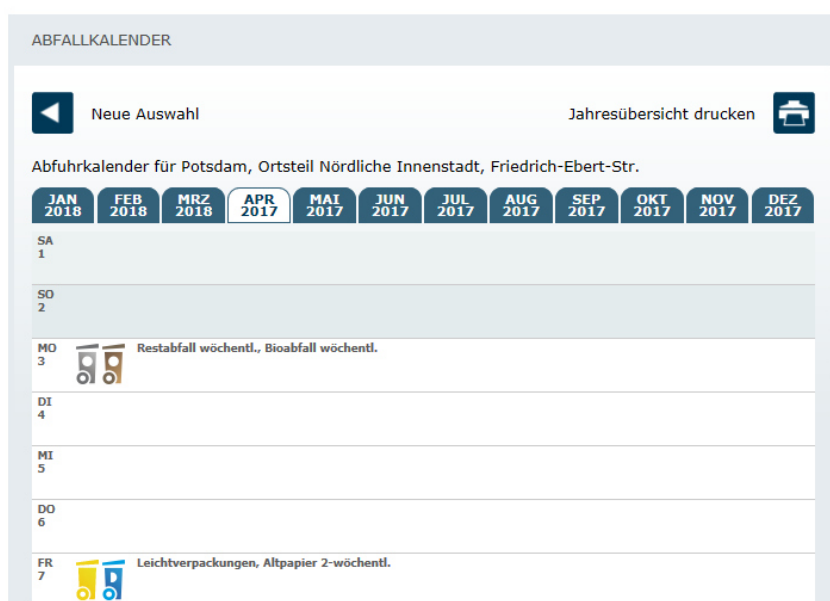 ABFALLKALENDER
Neue Auswahl
Jahresübersicht drucken
Abfuhrkalender für Potsdam, Ortsteil Nördliche Innenstadt, Friedrich-Ebert-Str.
JAN FEB MRZ APR MAI JUN JUL AUG SEP OKT NOV DEZ
2018 2018 2018 2017 2017 2017 2017 2017 2017 2017 2017 2017
SA
1
SO
2
MO Restabfall wöchentl., Bioabfall wöchentl.
3
DI
4
MI
5
DO
6
FR Leichtverpackungen, Altpapier 2-wöchentl.
7